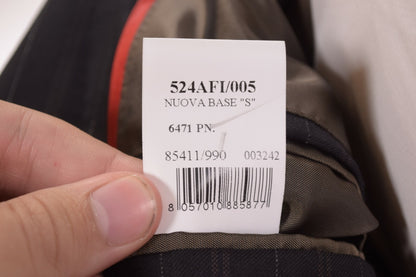 524AFI/005
NUOVA BASE "S"
6471 PN.
85411/990 003242
8 057010 885877